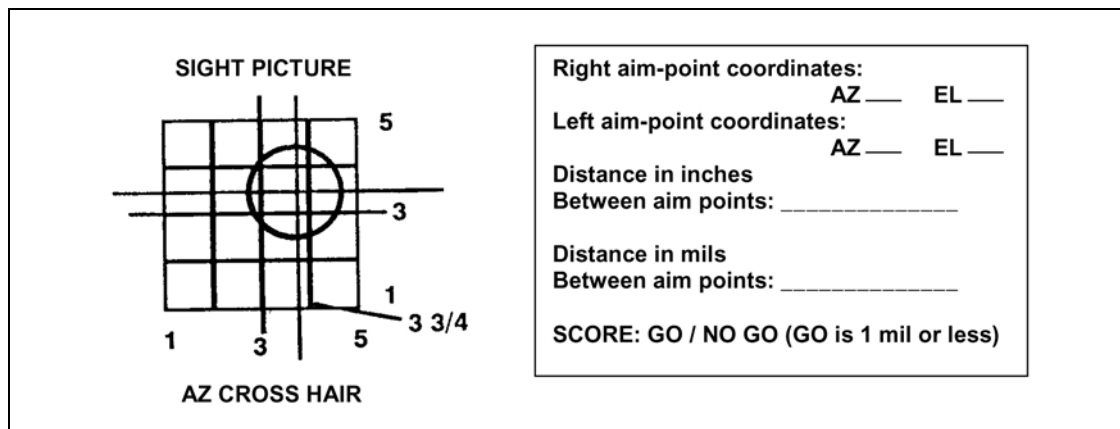 SIGHT PICTURE
5
3
1
3 3/4
1 3 5
AZ CROSS HAIR
Right aim-point coordinates:
AZ ___ EL ___
Left aim-point coordinates:
AZ ___ EL ___
Distance in inches
Between aim points: ______________
Distance in mils
Between aim points: ______________
SCORE: GO / NO GO (GO is 1 mil or less)